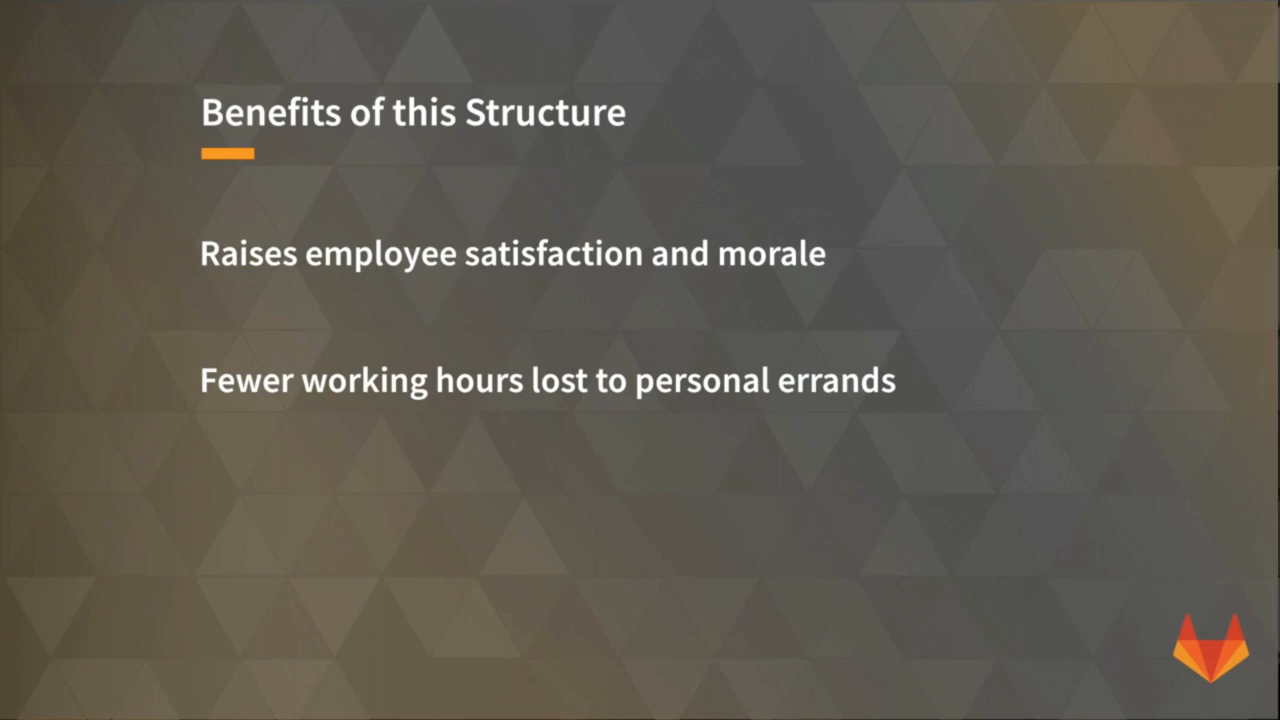 Benefits of this Structure
Raises employee satisfaction and morale
Fewer working hours lost to personal errands